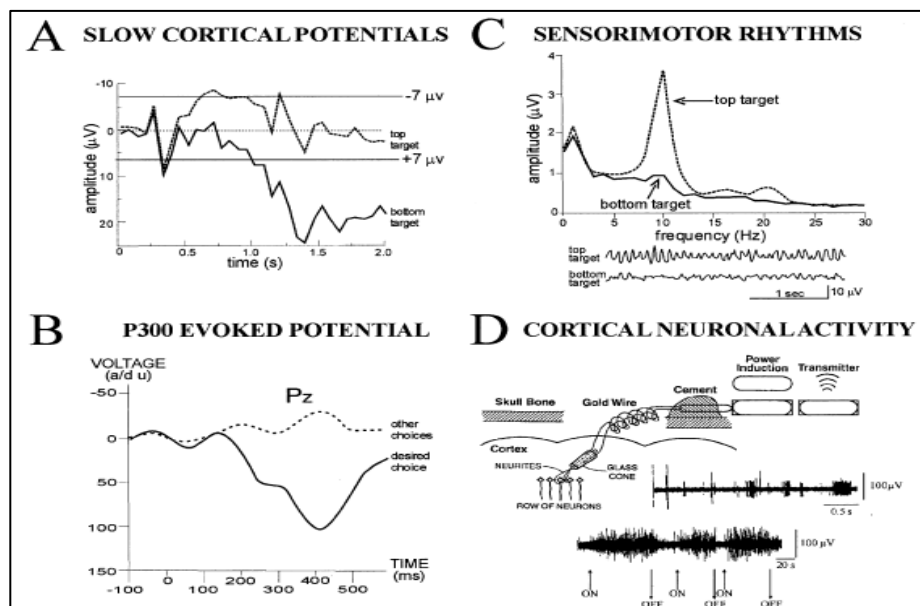 A SLOW CORTICAL POTENTIALS
-10
0
10
20
amplitude (µV)
-7 µv
top
target
+7 µv
bottom
target
0.0 0.5 1.0 1.5 2.0
time (s)
B P300 EVOKED POTENTIAL
VOLTAGE
(a/d u)
-50
0
50
100
150
Pz
other
choices
desired
choice
TIME
(ms)
-100 0 100 200 300 400 500
C SENSORIMOTOR RHYTHMS
4
3
2
1
0
amplitude (µV)
top target
bottom target
0 5 10 15 20 25 30
frequency (Hz)
top
target
bottom
target
1 sec
10 µV
D CORTICAL NEURONAL ACTIVITY
Power
Induction
Transmitter
Cement
Skull Bone
Gold Wire
Cortex
NEURITES
GLASS
CONE
ROW OF NEURONS
100µV
0.5 s
100 µV
20 s
ON OFF ON OFF ON OFF